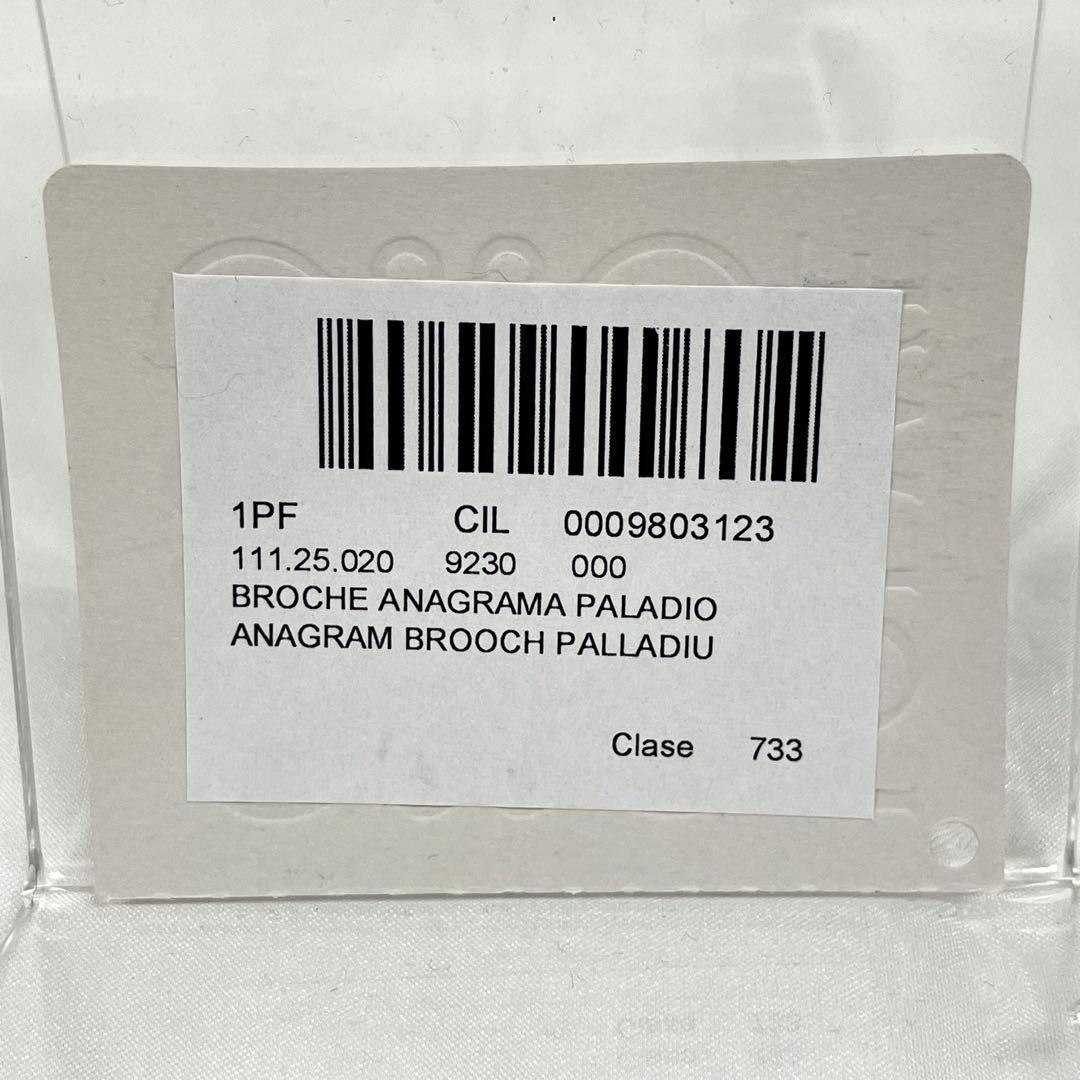 1PF CIL 0009803123
111.25.020 9230 000
BROCHE ANAGRAMA PALADIO
ANAGRAM BROOCH PALLADIU
Clase 733